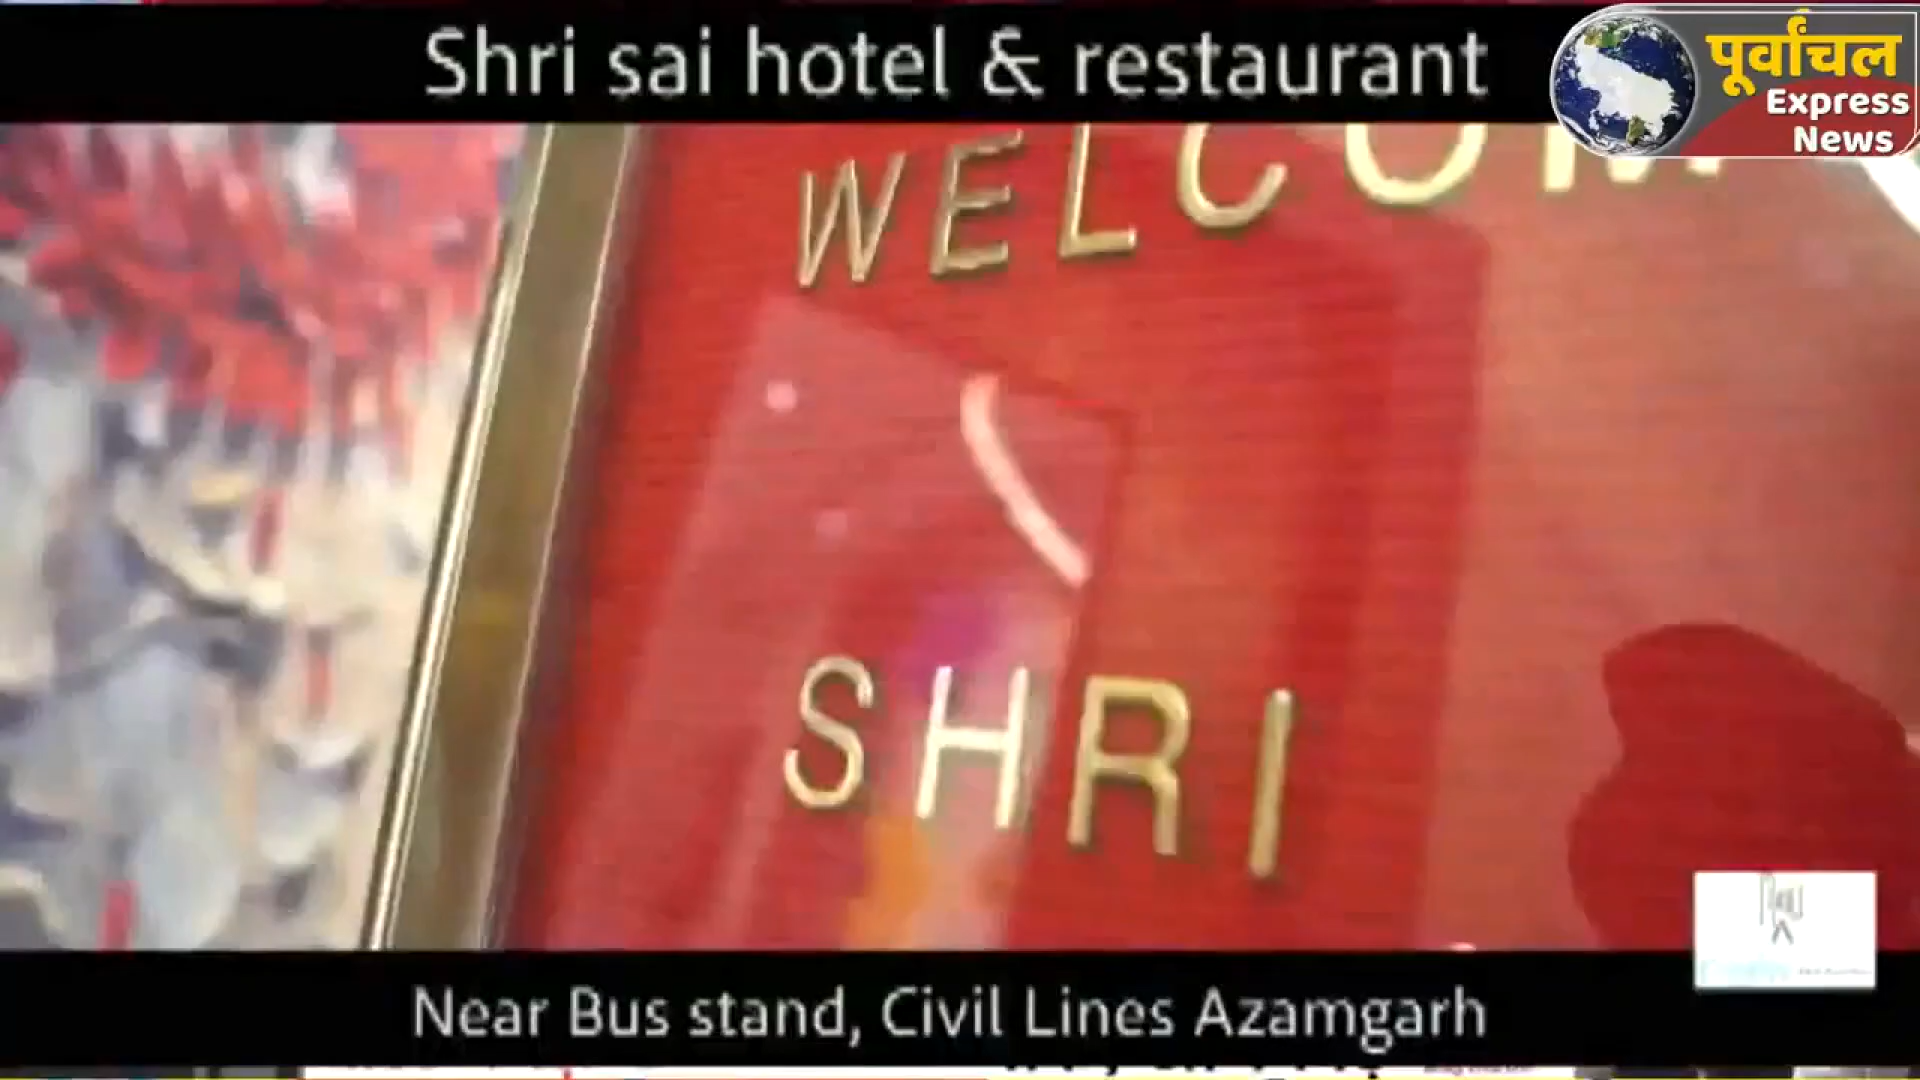 Shri sai hotel & restaurant
पूर्वांचल
Express
News
WELCOM
SHRI
Near Bus stand, Civil Lines Azamgarh